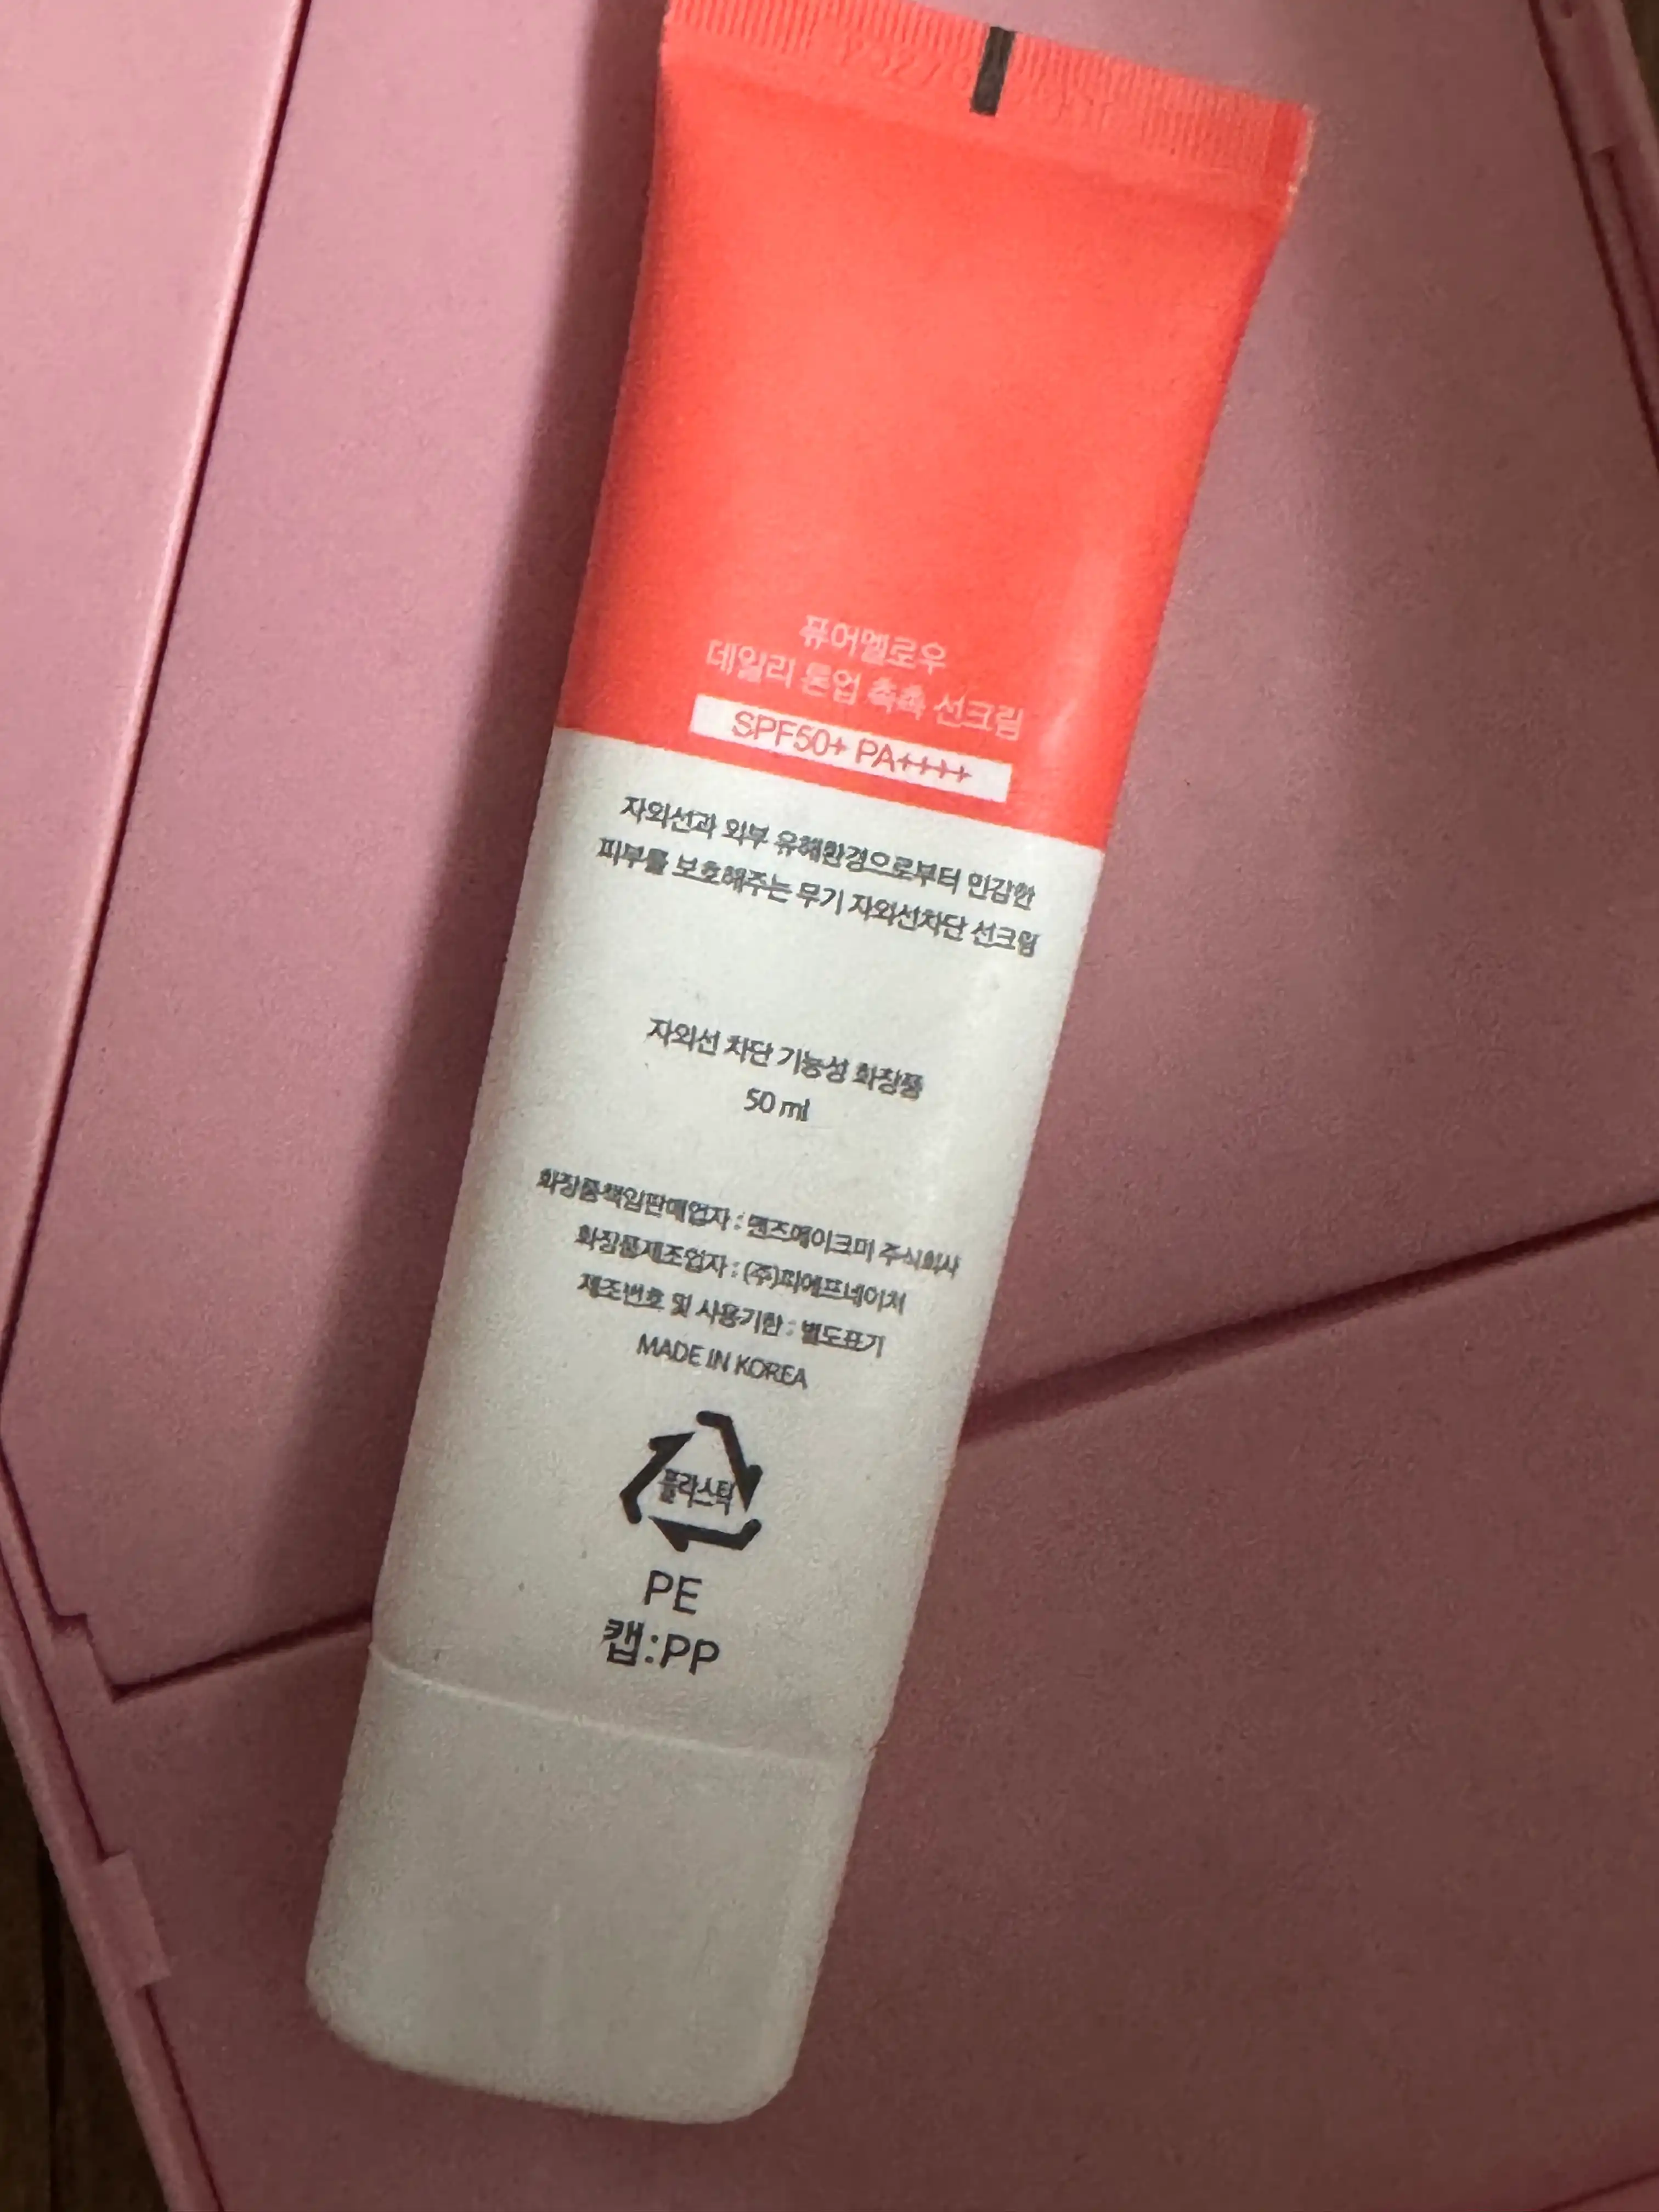 퓨어멜로우
데일리 톤업 촉촉 선크림
SPF50+ PA++++
자외선과 외부 유해환경으로부터 민감한
피부를 보호해주는 무기 자외선차단 선크림
자외선 차단 기능성 화장품
50 ml
화장품책임판매업자 : 맨즈메이크미 주식회사
화장품제조업자 : (주)피에프네이처
제조번호 및 사용기한 : 별도표기
MADE IN KOREA
플라스틱
PE
캡:PP